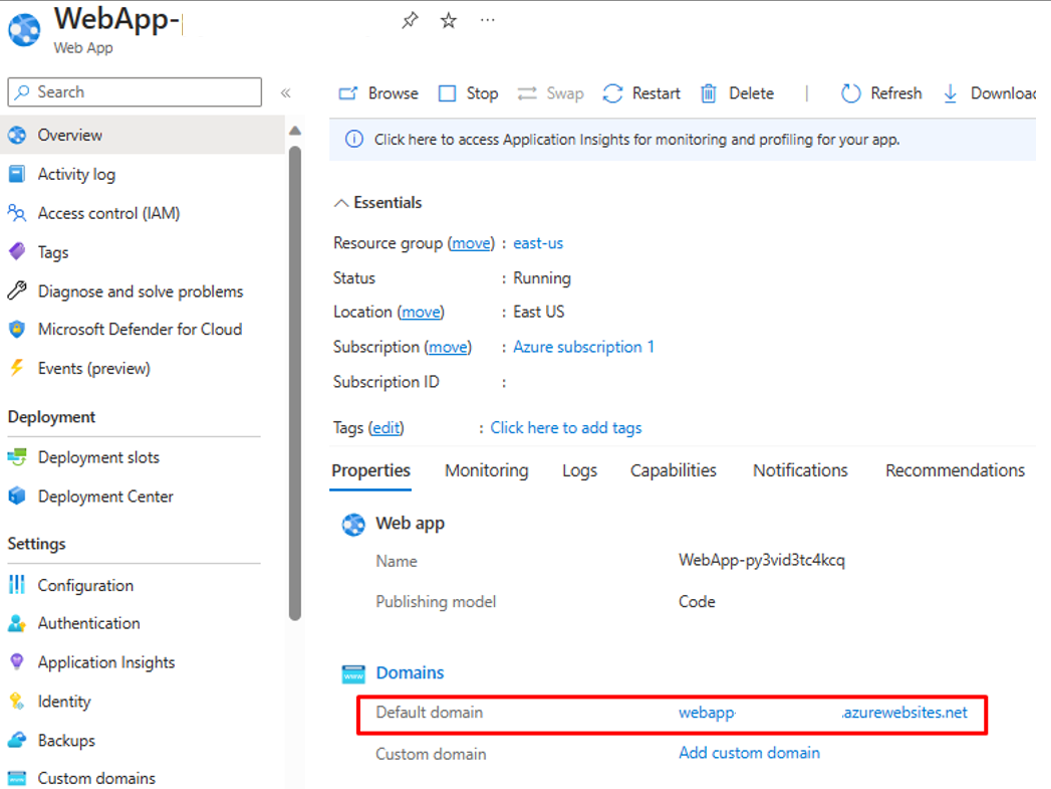 WebApp-
Web App
Search
«
Overview
Activity log
Access control (IAM)
Tags
Diagnose and solve problems
Microsoft Defender for Cloud
Events (preview)
Deployment
Deployment slots
Deployment Center
Settings
Configuration
Authentication
Application Insights
Identity
Backups
Custom domains
Browse Stop Swap Restart Delete | Refresh Download
Click here to access Application Insights for monitoring and profiling for your app.
Essentials
Resource group (move) : east-us
Status : Running
Location (move) : East US
Subscription (move) : Azure subscription 1
Subscription ID :
Tags (edit) : Click here to add tags
Properties Monitoring Logs Capabilities Notifications Recommendations
Web app
Name WebApp-py3vid3tc4kcq
Publishing model Code
Domains
Default domain webapp .azurewebsites.net
Custom domain Add custom domain